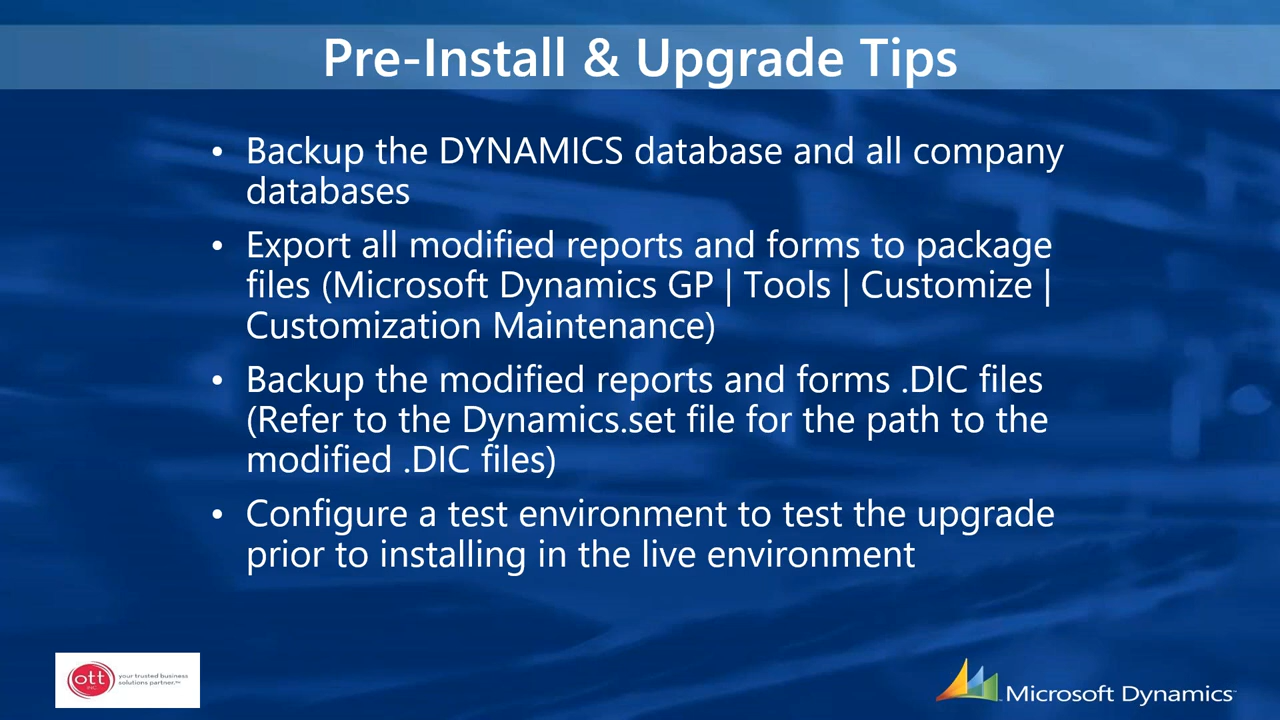 Pre-Install & Upgrade Tips
• Backup the DYNAMICS database and all company
databases
• Export all modified reports and forms to package
files (Microsoft Dynamics GP | Tools | Customize |
Customization Maintenance)
• Backup the modified reports and forms .DIC files
(Refer to the Dynamics.set file for the path to the
modified .DIC files)
• Configure a test environment to test the upgrade
prior to installing in the live environment
ott
INC.
your trusted business
solutions partner.™
Microsoft Dynamics™